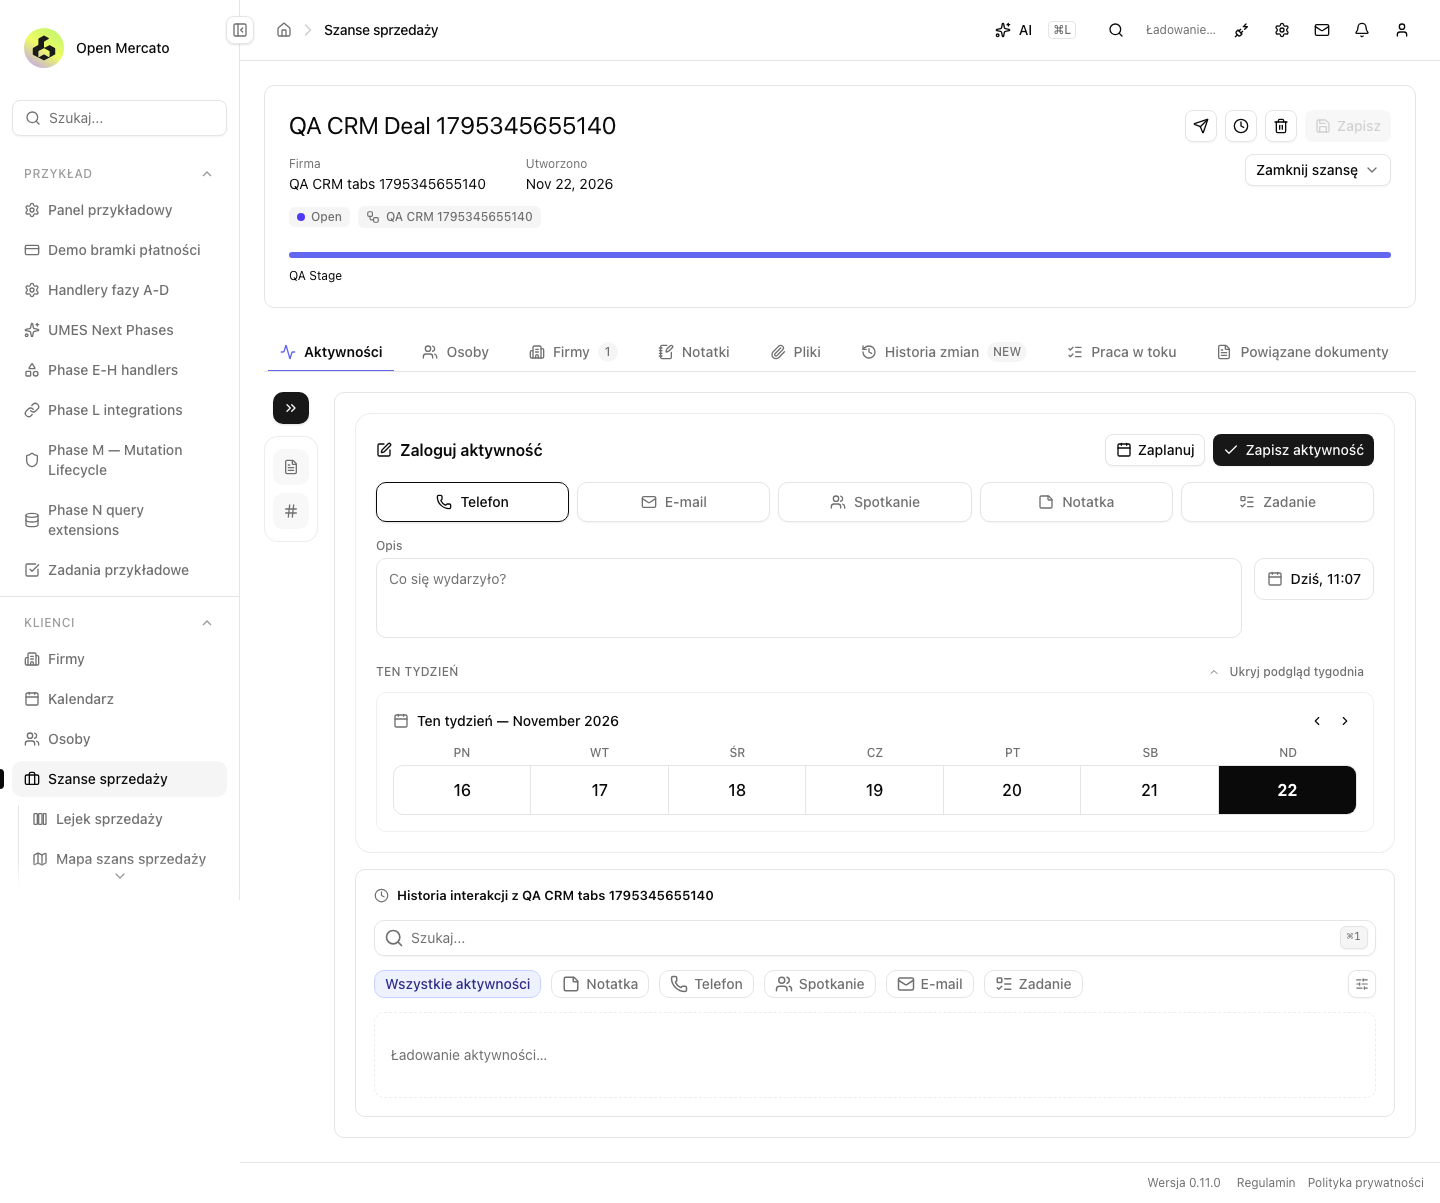 Open Mercato
Szukaj...
PRZYKŁAD
Panel przykładowy
Demo bramki płatności
Handlery fazy A-D
UMES Next Phases
Phase E-H handlers
Phase L integrations
Phase M — Mutation
Lifecycle
Phase N query
extensions
Zadania przykładowe
KLIENCI
Firmy
Kalendarz
Osoby
Szanse sprzedaży
Lejek sprzedaży
Mapa szans sprzedaży
Szanse sprzedaży
AI ⌘L
Ładowanie...
QA CRM Deal 1795345655140
Zapisz
Firma
QA CRM tabs 1795345655140
Utworzono
Nov 22, 2026
Zamknij szansę
Open
QA CRM 1795345655140
QA Stage
Aktywności
Osoby
Firmy 1
Notatki
Pliki
Historia zmian NEW
Praca w toku
Powiązane dokumenty
Zaloguj aktywność
Zaplanuj
Zapisz aktywność
Telefon
E-mail
Spotkanie
Notatka
Zadanie
Opis
Co się wydarzyło?
Dziś, 11:07
TEN TYDZIEŃ
Ukryj podgląd tygodnia
Ten tydzień — November 2026
PN WT ŚR CZ PT SB ND
16 17 18 19 20 21 22
Historia interakcji z QA CRM tabs 1795345655140
Szukaj...
⌘1
Wszystkie aktywności
Notatka
Telefon
Spotkanie
E-mail
Zadanie
Ładowanie aktywności...
Wersja 0.11.0 Regulamin Polityka prywatności